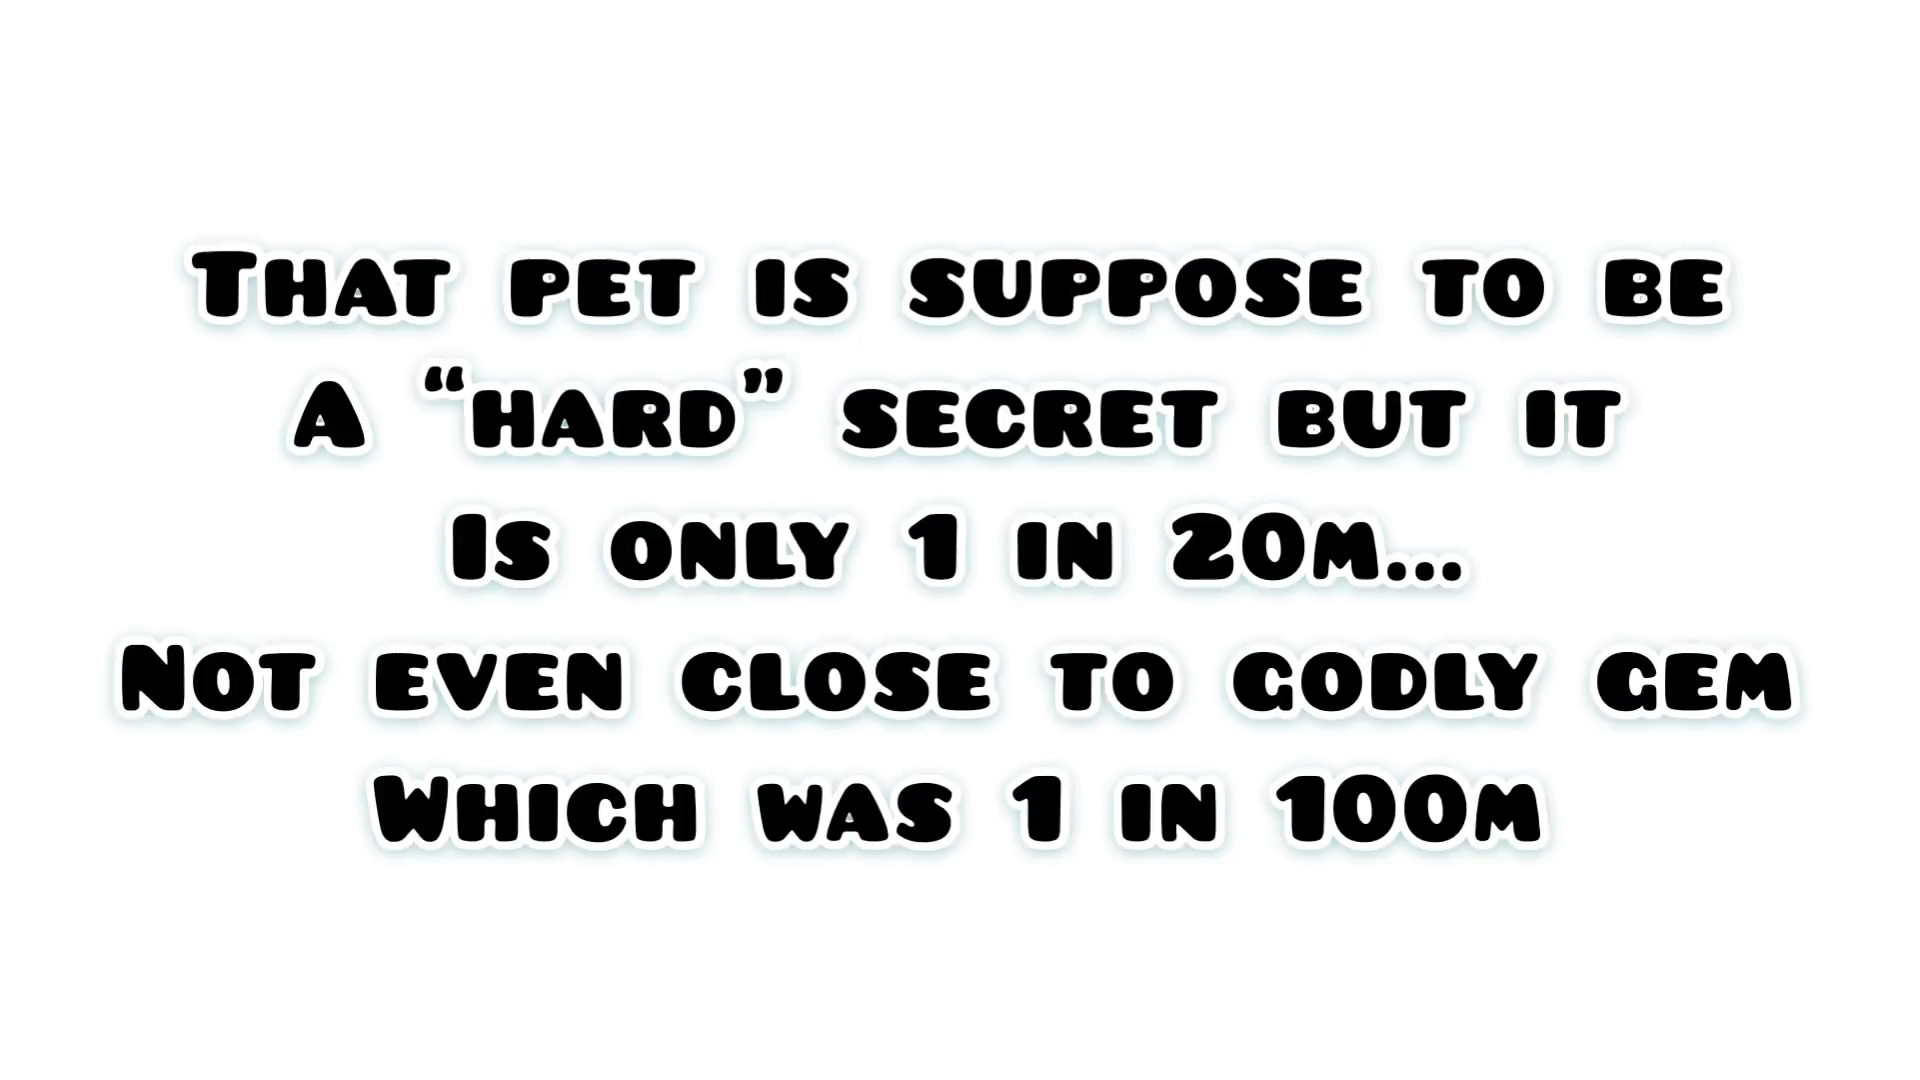 That pet is suppose to be
a “hard” secret but it
Is only 1 in 20m...
Not even close to godly gem
Which was 1 in 100m